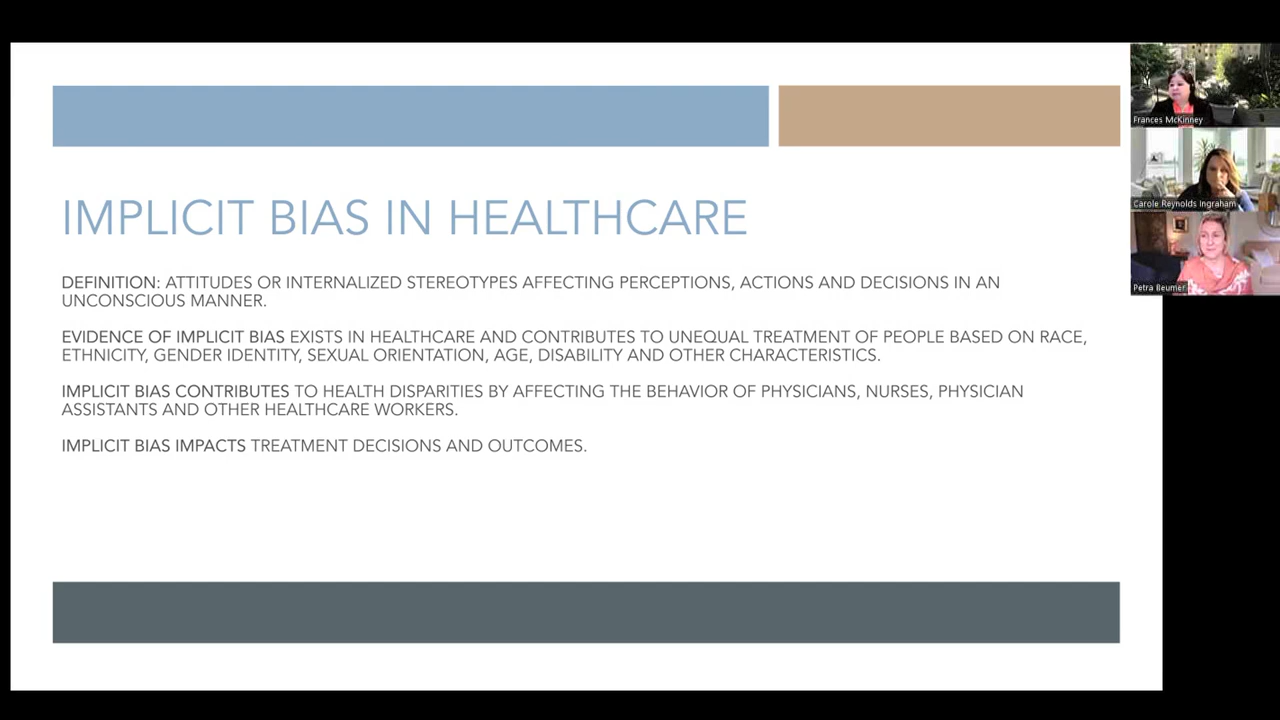 IMPLICIT BIAS IN HEALTHCARE
DEFINITION: ATTITUDES OR INTERNALIZED STEREOTYPES AFFECTING PERCEPTIONS, ACTIONS AND DECISIONS IN AN
UNCONSCIOUS MANNER.
EVIDENCE OF IMPLICIT BIAS EXISTS IN HEALTHCARE AND CONTRIBUTES TO UNEQUAL TREATMENT OF PEOPLE BASED ON RACE,
ETHNICITY, GENDER IDENTITY, SEXUAL ORIENTATION, AGE, DISABILITY AND OTHER CHARACTERISTICS.
IMPLICIT BIAS CONTRIBUTES TO HEALTH DISPARITIES BY AFFECTING THE BEHAVIOR OF PHYSICIANS, NURSES, PHYSICIAN
ASSISTANTS AND OTHER HEALTHCARE WORKERS.
IMPLICIT BIAS IMPACTS TREATMENT DECISIONS AND OUTCOMES.
Frances McKinney
Carole Reynolds Ingraham
Petra Beumer